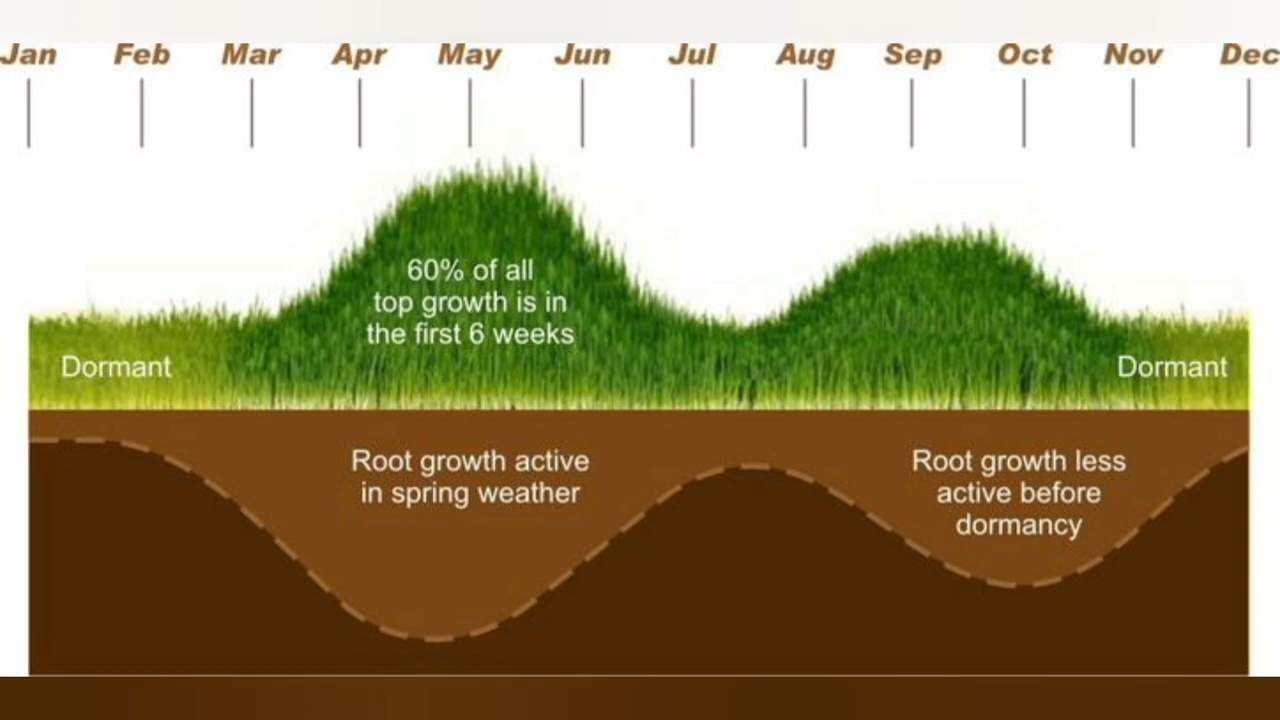 Jan Feb Mar Apr May Jun Jul Aug Sep Oct Nov Dec
60% of all
top growth is in
the first 6 weeks
Dormant
Dormant
Root growth active
in spring weather
Root growth less
active before
dormancy